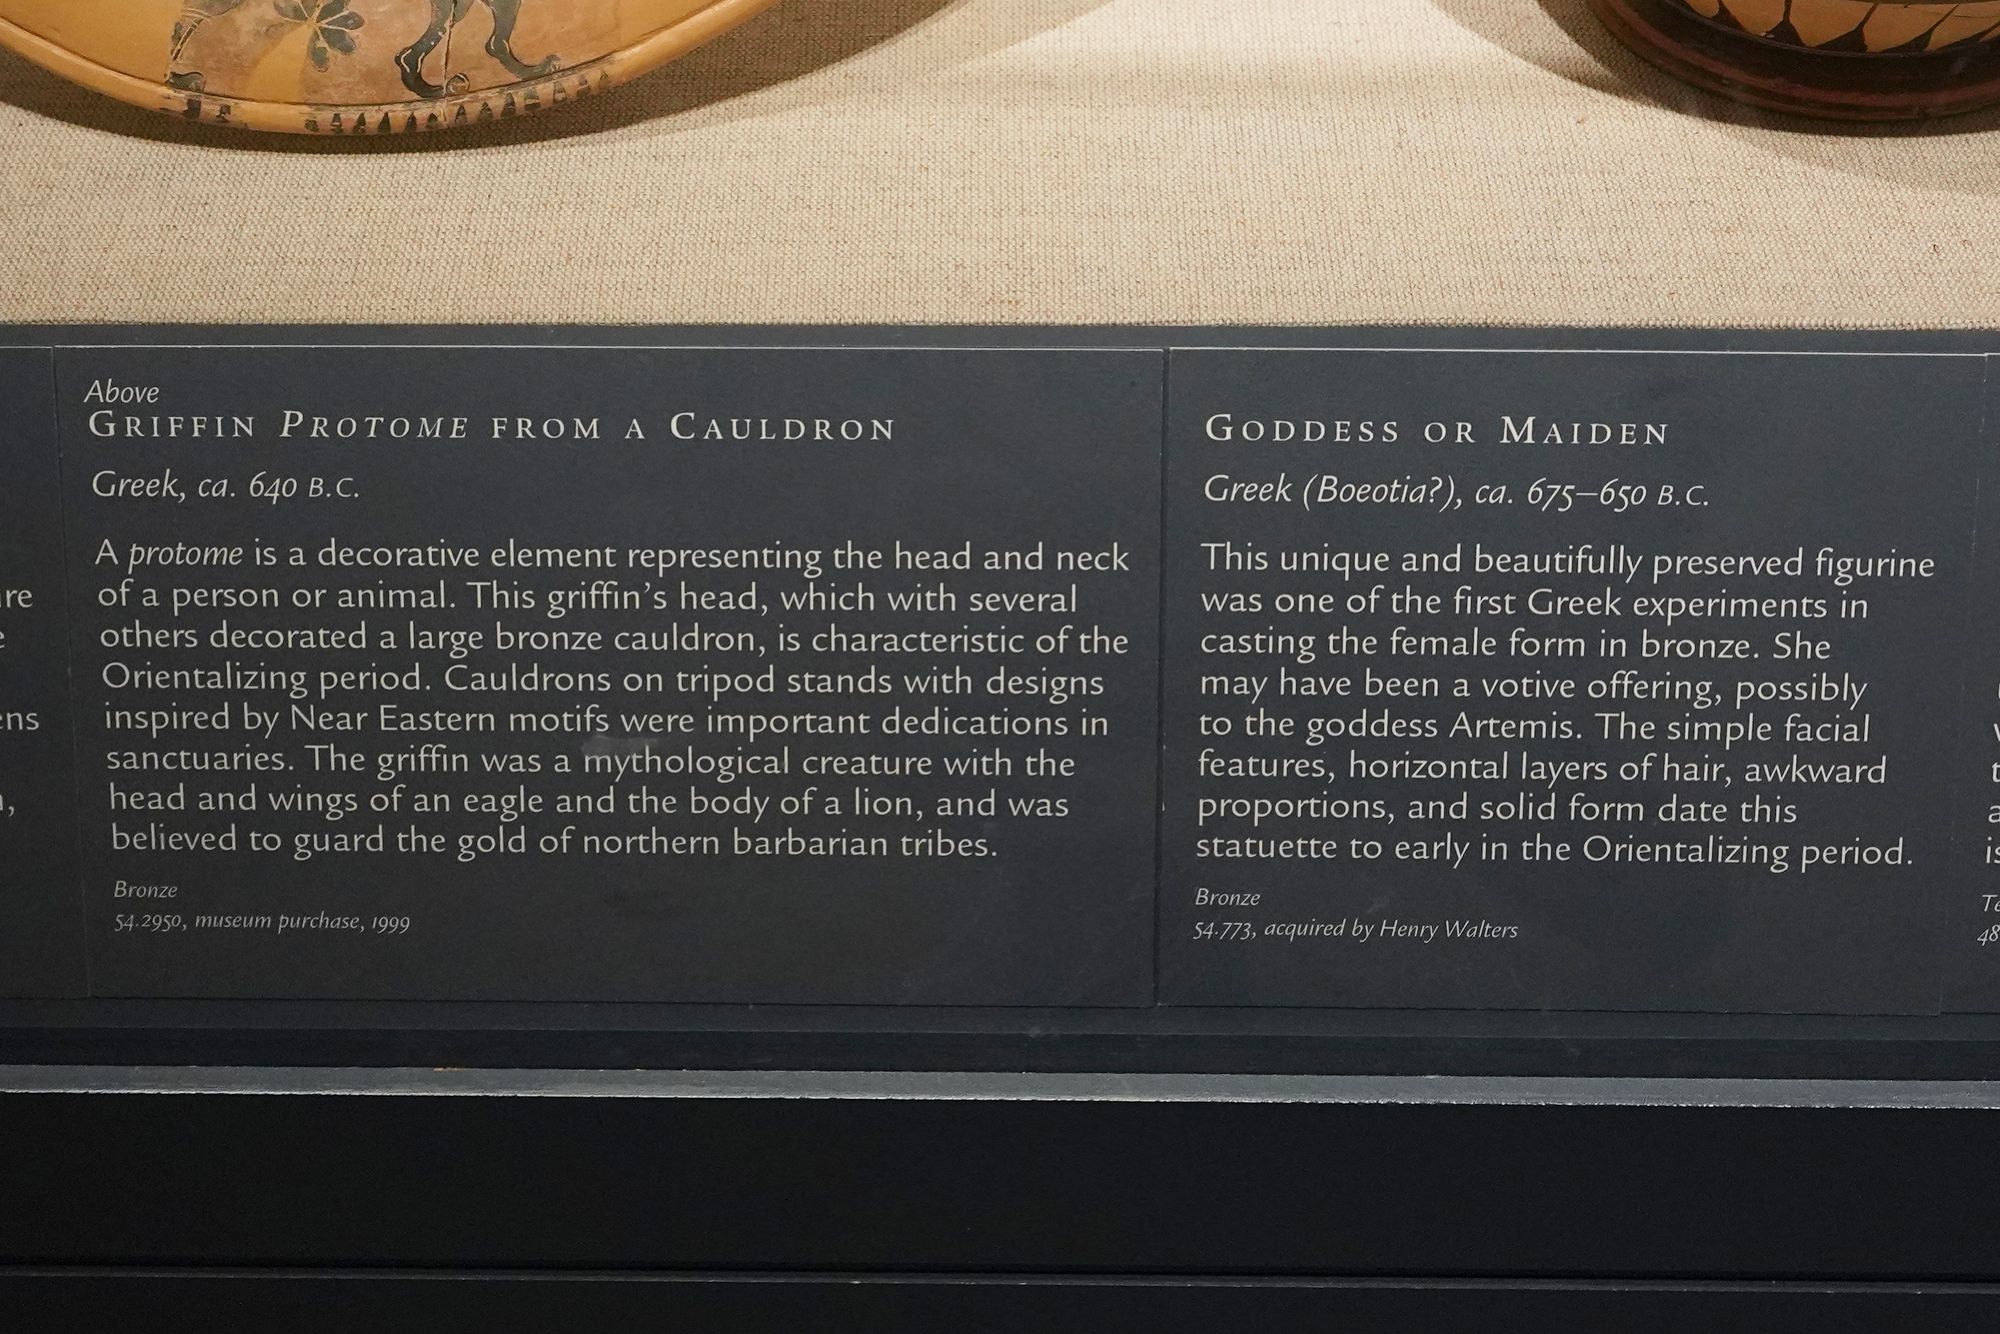 Above
GRIFFIN PROTOME FROM A CAULDRON
Greek, ca. 640 B.C.
A protome is a decorative element representing the head and neck
of a person or animal. This griffin's head, which with several
others decorated a large bronze cauldron, is characteristic of the
Orientalizing period. Cauldrons on tripod stands with designs
inspired by Near Eastern motifs were important dedications in
sanctuaries. The griffin was a mythological creature with the
head and wings of an eagle and the body of a lion, and was
believed to guard the gold of northern barbarian tribes.
Bronze
54.2950, museum purchase, 1999
GODDESS OR MAIDEN
Greek (Boeotia?), ca. 675–650 B.C.
This unique and beautifully preserved figurine
was one of the first Greek experiments in
casting the female form in bronze. She
may have been a votive offering, possibly
to the goddess Artemis. The simple facial
features, horizontal layers of hair, awkward
proportions, and solid form date this
statuette to early in the Orientalizing period.
Bronze
54.773, acquired by Henry Walters